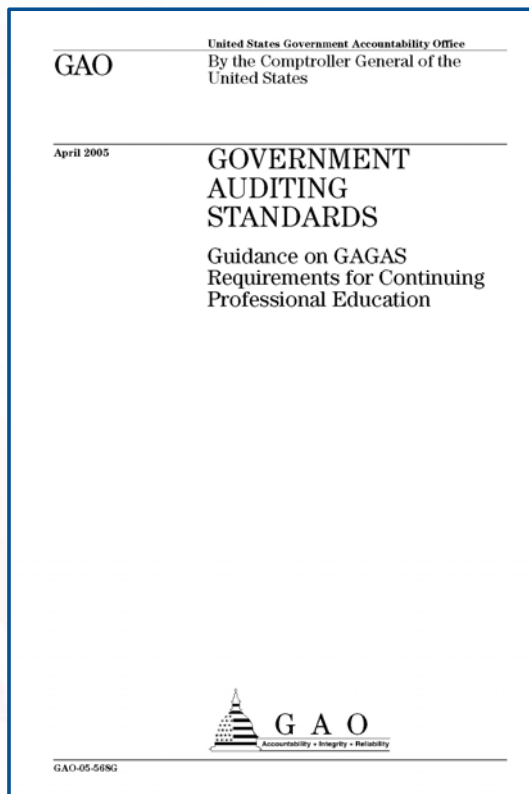 United States Government Accountability Office
GAO
By the Comptroller General of the
United States
April 2005
GOVERNMENT
AUDITING
STANDARDS
Guidance on GAGAS
Requirements for Continuing
Professional Education
G A O
Accountability * Integrity * Reliability
GAO-05-568G